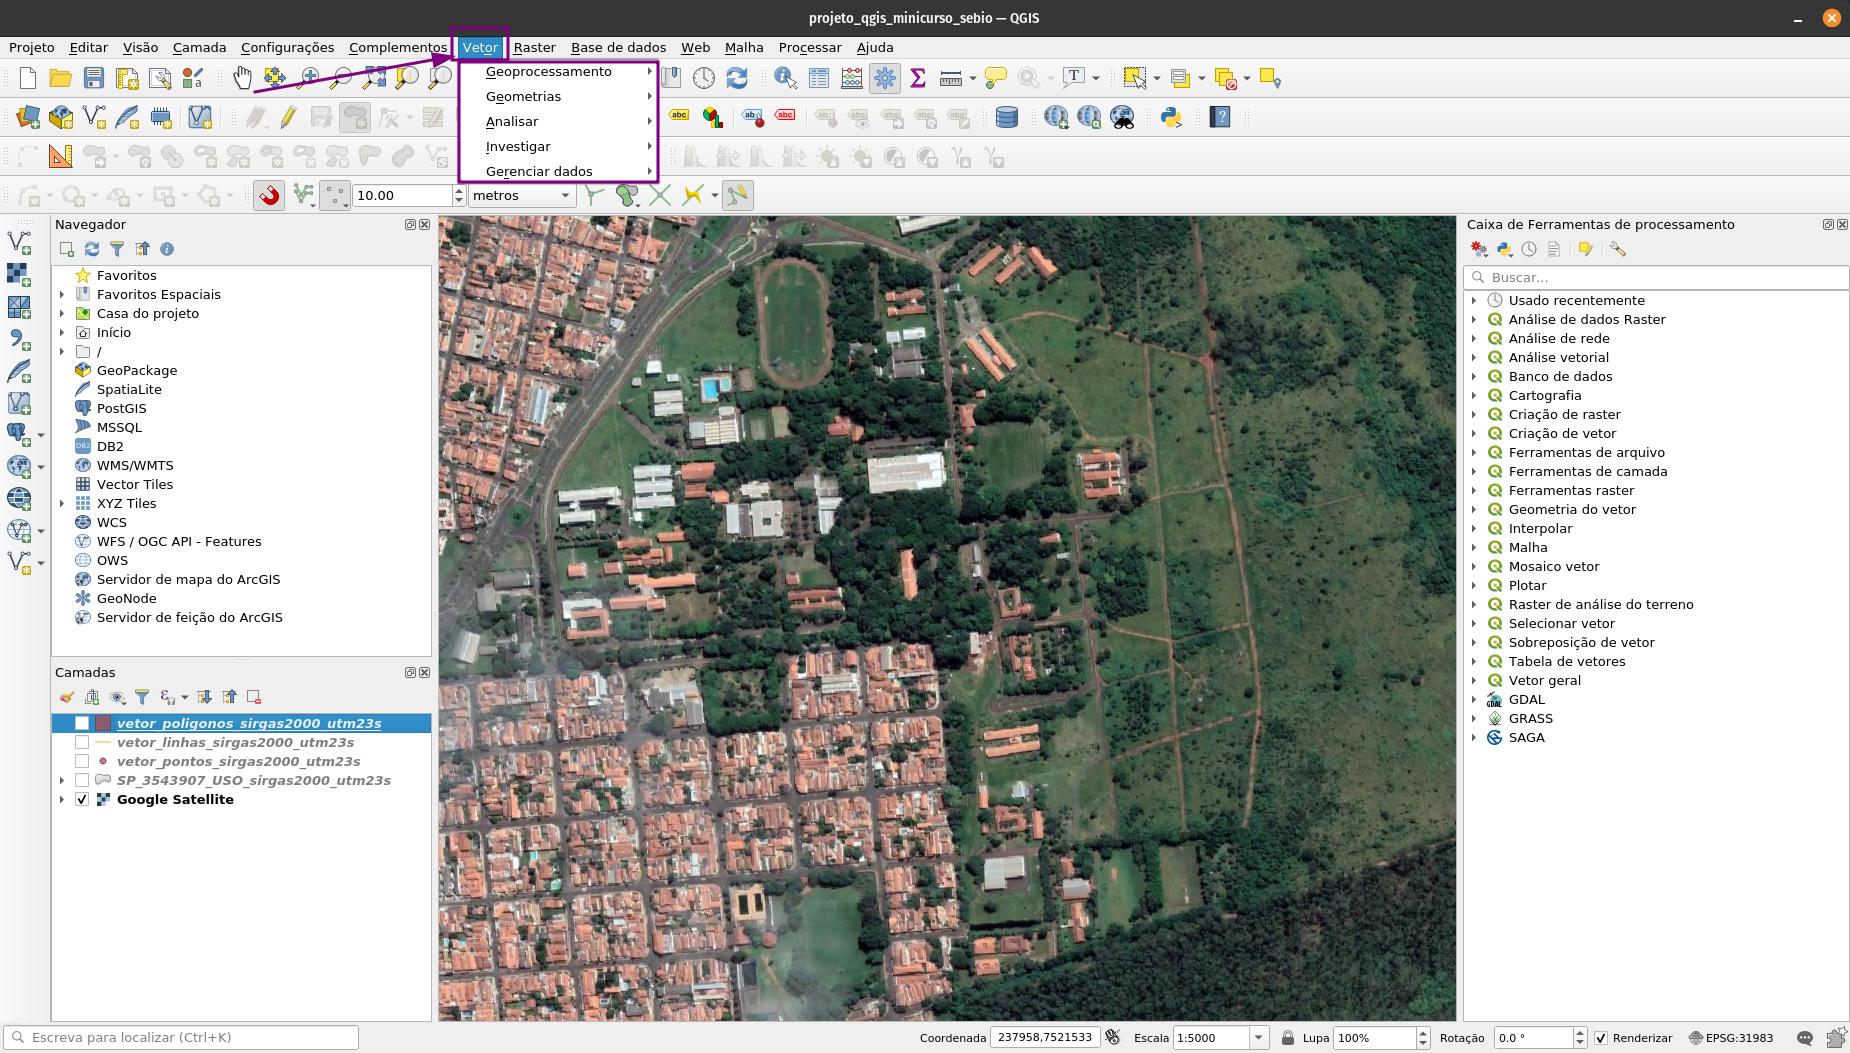 projeto_qgis_minicurso_sebio — QGIS
Projeto Editar Visão Camada Configurações Complementos Vetor Raster Base de dados Web Malha Processar Ajuda
Geoprocessamento
Geometrias
Analisar
Investigar
Gerenciar dados
abc abc abc
10.00 metros
Navegador
Favoritos
Favoritos Espaciais
Casa do projeto
Início
/
GeoPackage
SpatiaLite
PostGIS
MSSQL
DB2
WMS/WMTS
Vector Tiles
XYZ Tiles
WCS
WFS / OGC API - Features
OWS
Servidor de mapa do ArcGIS
GeoNode
Servidor de feição do ArcGIS
Camadas
vetor_poligonos_sirgas2000_utm23s
vetor_linhas_sirgas2000_utm23s
vetor_pontos_sirgas2000_utm23s
SP_3543907_USO_sirgas2000_utm23s
Google Satellite
Caixa de Ferramentas de processamento
Buscar...
Usado recentemente
Análise de dados Raster
Análise de rede
Análise vetorial
Banco de dados
Cartografia
Criação de raster
Criação de vetor
Ferramentas de arquivo
Ferramentas de camada
Ferramentas raster
Geometria do vetor
Interpolar
Malha
Mosaico vetor
Plotar
Raster de análise do terreno
Selecionar vetor
Sobreposição de vetor
Tabela de vetores
Vetor geral
GDAL
GRASS
SAGA
Escreva para localizar (Ctrl+K)
Coordenada 237958,7521533 Escala 1:5000 Lupa 100% Rotação 0.0 ° Renderizar EPSG:31983